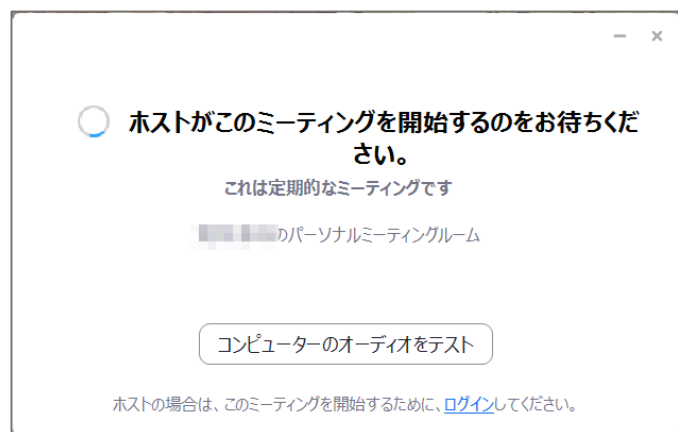 ホストがこのミーティングを開始するのをお待ちくだ
さい。
これは定期的なミーティングです
のパーソナルミーティングルーム
コンピューターのオーディオをテスト
ホストの場合は、このミーティングを開始するために、ログインしてください。